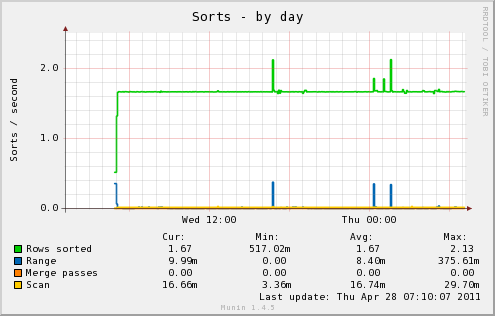 Sorts - by day
RRDTOOL / TOBI OETIKER
Sorts / second
2.0
1.0
0.0
Wed 12:00 Thu 00:00
Cur: Min: Avg: Max:
Rows sorted 1.67 517.02m 1.67 2.13
Range 9.99m 0.00 8.40m 375.61m
Merge passes 0.00 0.00 0.00 0.00
Scan 16.66m 3.36m 16.74m 29.70m
Last update: Thu Apr 28 07:10:07 2011
Munin 1.4.5